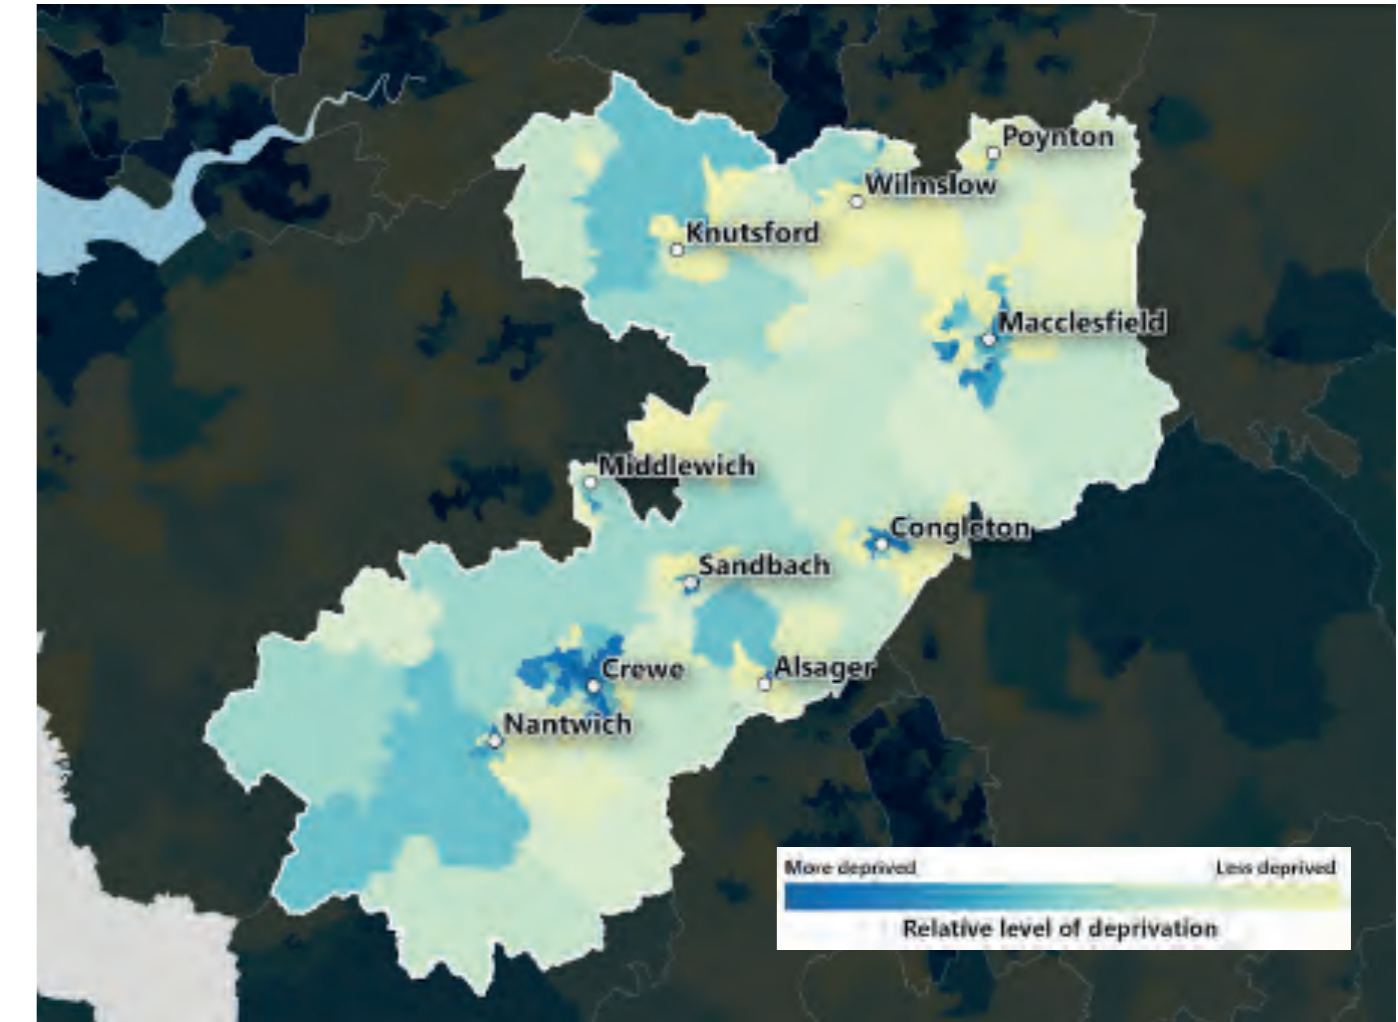 Poynton
Wilmslow
Knutsford
Macclesfield
Middlewich
Congleton
Sandbach
Crewe
Alsager
Nantwich
More deprived
Less deprived
Relative level of deprivation